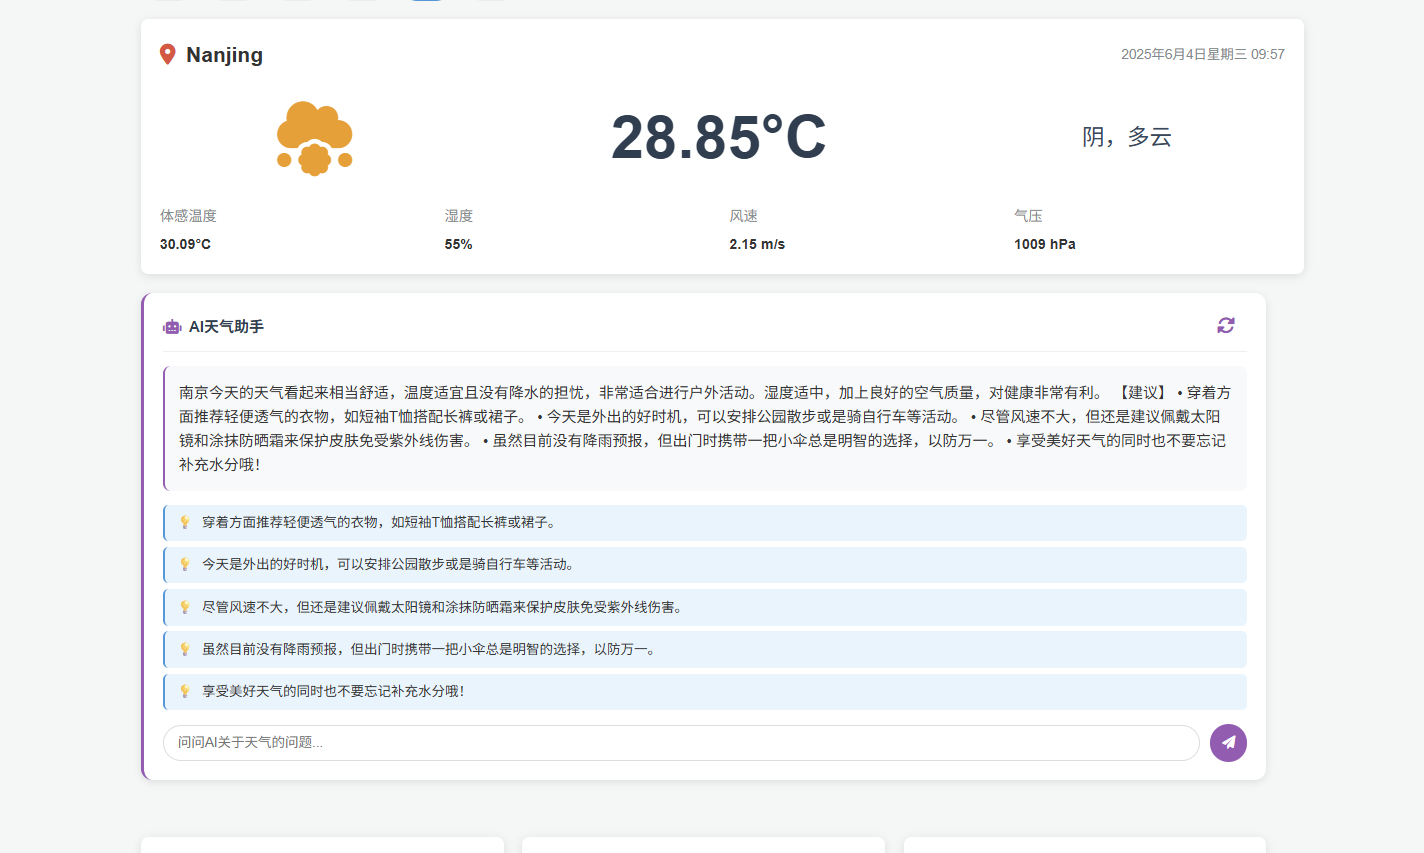 Nanjing
2025年6月4日星期三 09:57
28.85°C
阴，多云
体感温度
湿度
风速
气压
30.09°C
55%
2.15 m/s
1009 hPa
AI天气助手
南京今天的天气看起来相当舒适，温度适宜且没有降水的担忧，非常适合进行户外活动。湿度适中，加上良好的空气质量，对健康非常有利。 【建议】 • 穿着方
面推荐轻便透气的衣物，如短袖T恤搭配长裤或裙子。 • 今天是外出的好时机，可以安排公园散步或是骑自行车等活动。 • 尽管风速不大，但还是建议佩戴太阳
镜和涂抹防晒霜来保护皮肤免受紫外线伤害。 • 虽然目前没有降雨预报，但出门时携带一把小伞总是明智的选择，以防万一。 • 享受美好天气的同时也不要忘记
补充水分哦！
穿着方面推荐轻便透气的衣物，如短袖T恤搭配长裤或裙子。
今天是外出的好时机，可以安排公园散步或是骑自行车等活动。
尽管风速不大，但还是建议佩戴太阳镜和涂抹防晒霜来保护皮肤免受紫外线伤害。
虽然目前没有降雨预报，但出门时携带一把小伞总是明智的选择，以防万一。
享受美好天气的同时也不要忘记补充水分哦！
问问AI关于天气的问题...